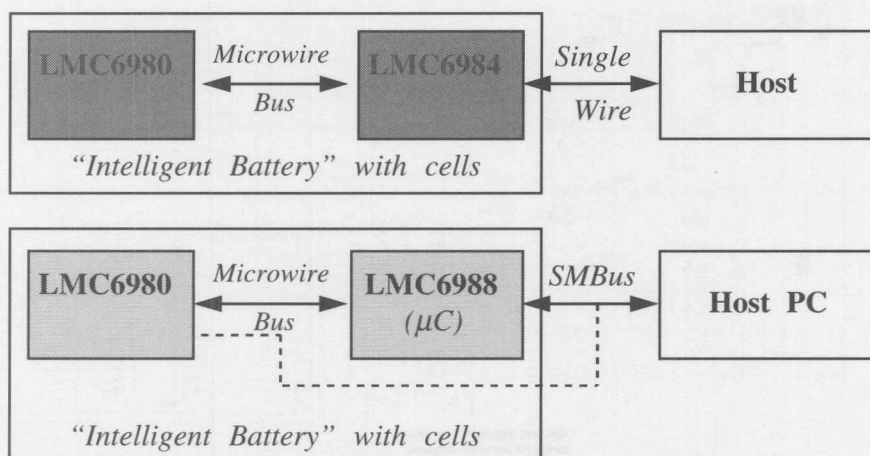 LMC6980 Microwire LMC6984 Single Host
Bus Wire
“Intelligent Battery” with cells
LMC6980 Microwire LMC6988 SMBus Host PC
Bus (μC)
“Intelligent Battery” with cells